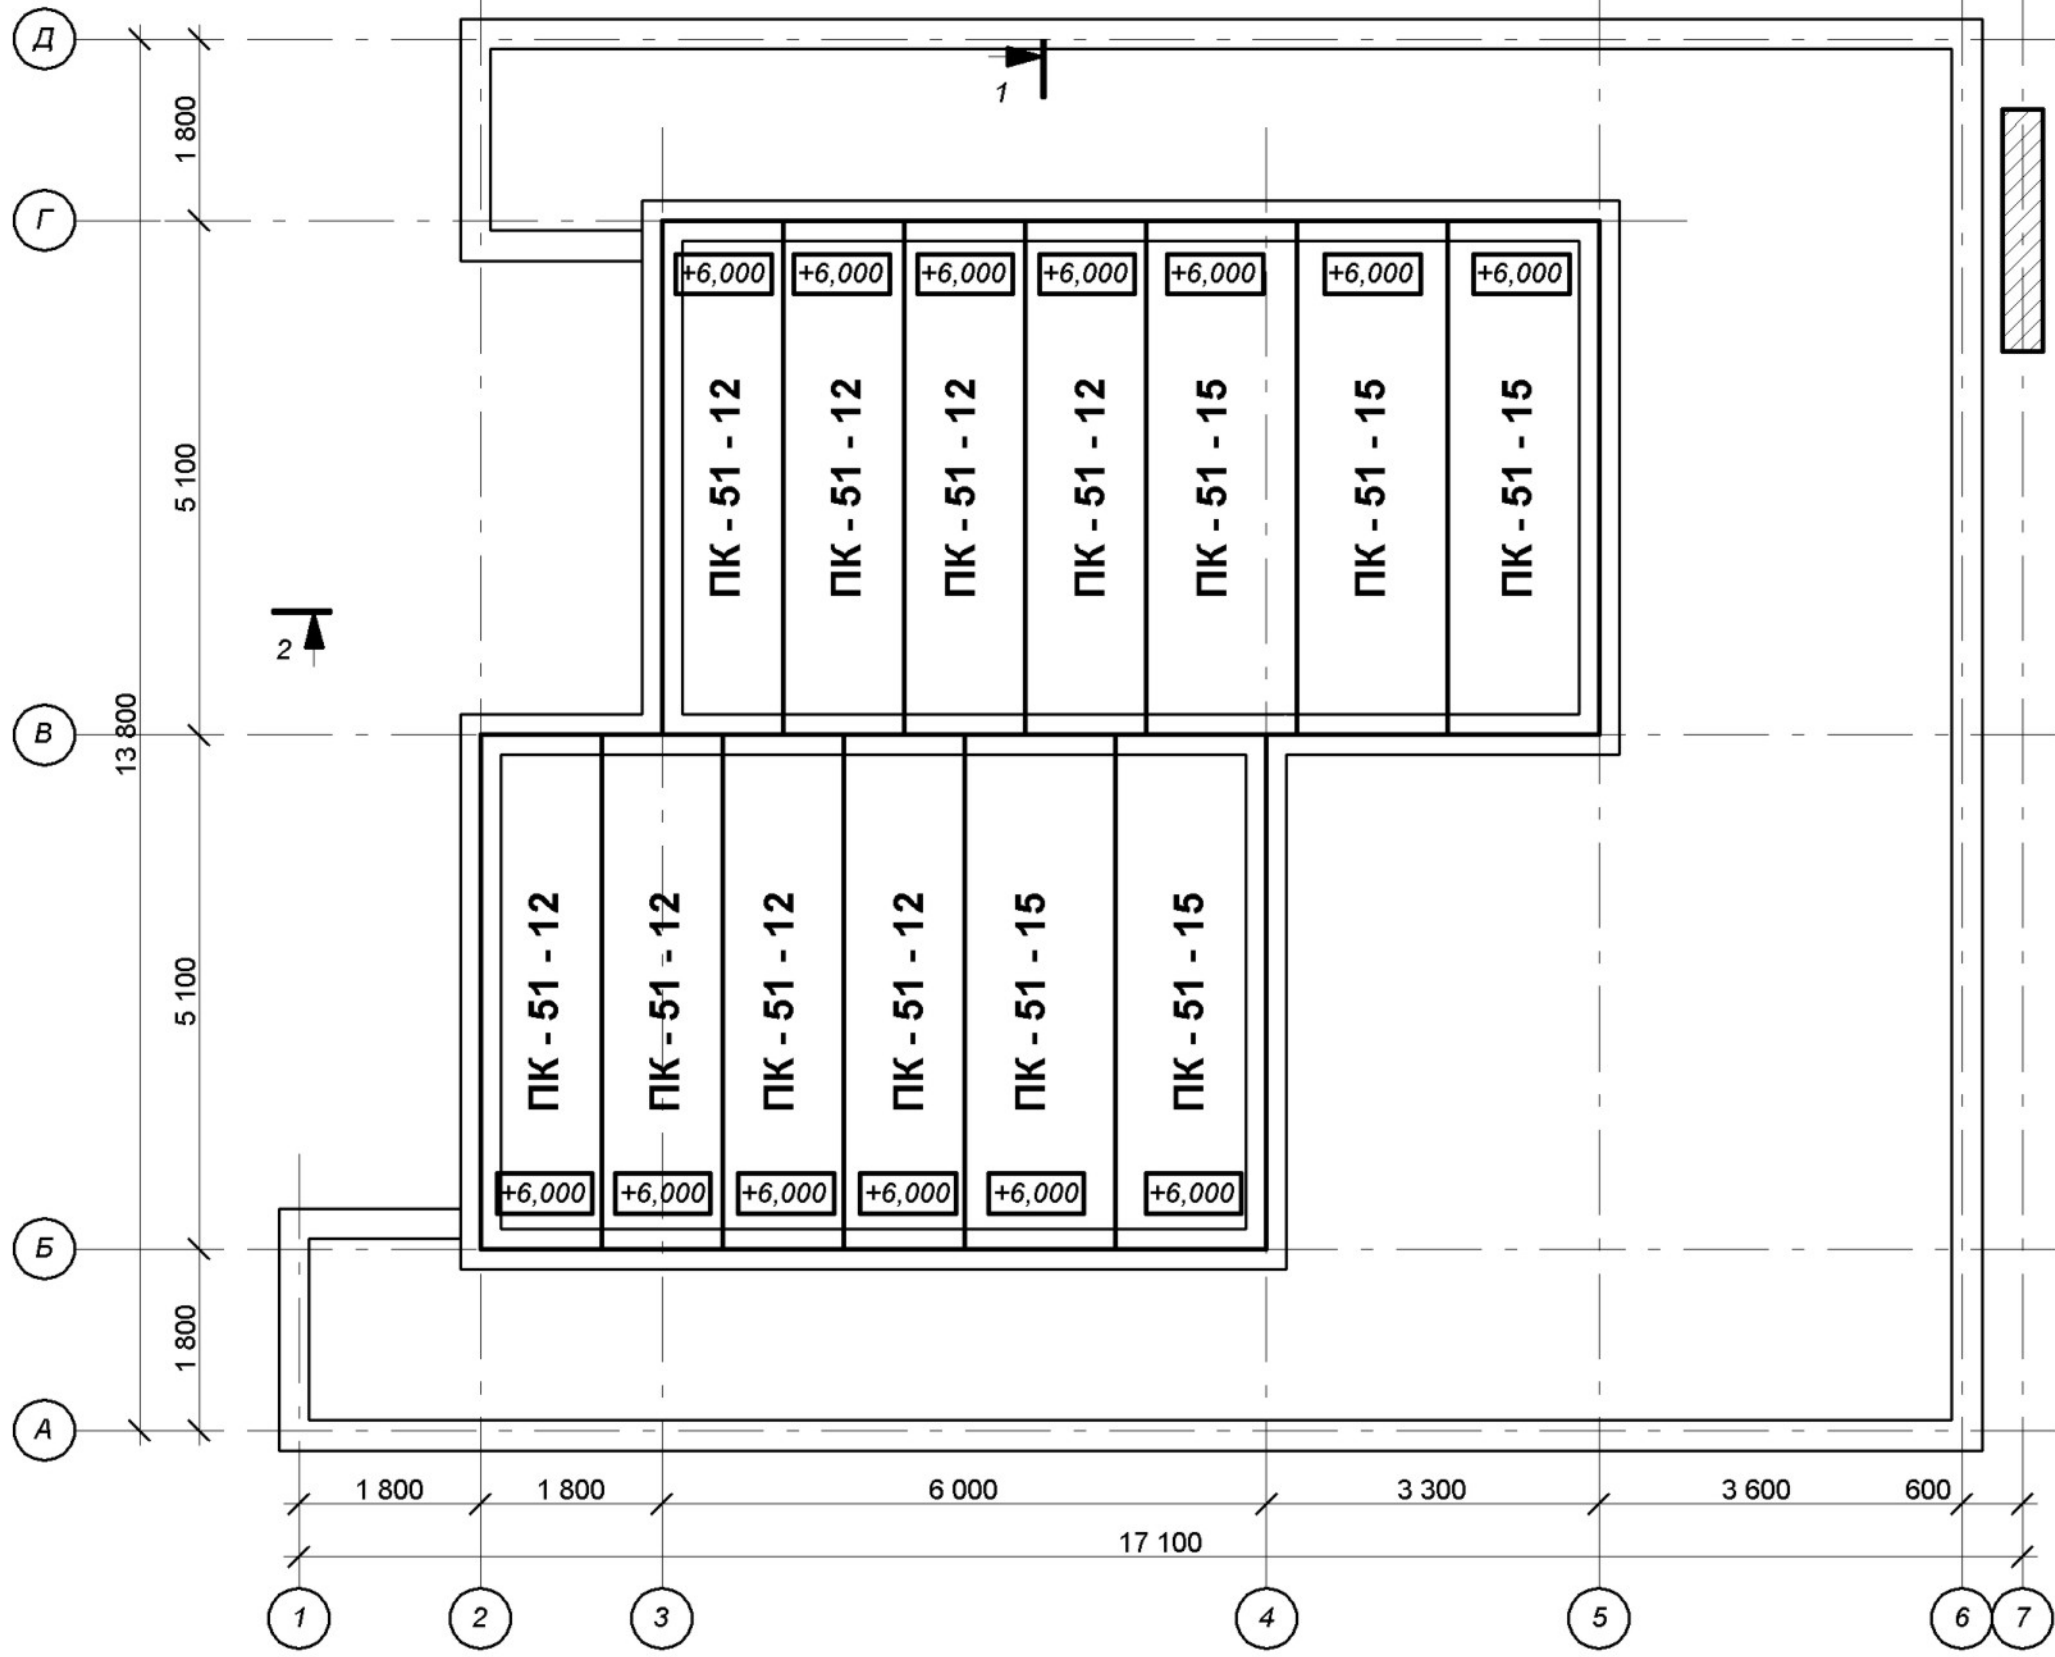 Д
1
1 800
Г
+6,000 +6,000 +6,000 +6,000 +6,000 +6,000 +6,000
ПК - 51 - 12
ПК - 51 - 12
ПК - 51 - 12
ПК - 51 - 12
ПК - 51 - 15
ПК - 51 - 15
ПК - 51 - 15
5 100
2
В
13 800
ПК - 51 - 12
ПК - 51 - 12
ПК - 51 - 12
ПК - 51 - 12
ПК - 51 - 15
ПК - 51 - 15
5 100
+6,000 +6,000 +6,000 +6,000 +6,000 +6,000
Б
1 800
А
1 800 1 800 6 000 3 300 3 600 600
17 100
1 2 3 4 5 6 7